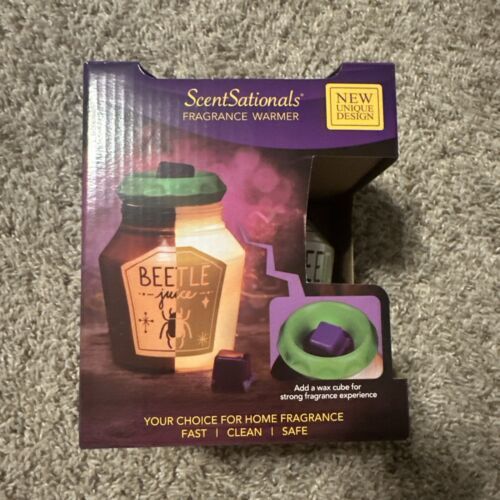 ScentSationals®
FRAGRANCE WARMER
NEW
UNIQUE
DESIGN
BEETLE
juice
EE
Add a wax cube for
strong fragrance experience
YOUR CHOICE FOR HOME FRAGRANCE
FAST | CLEAN | SAFE